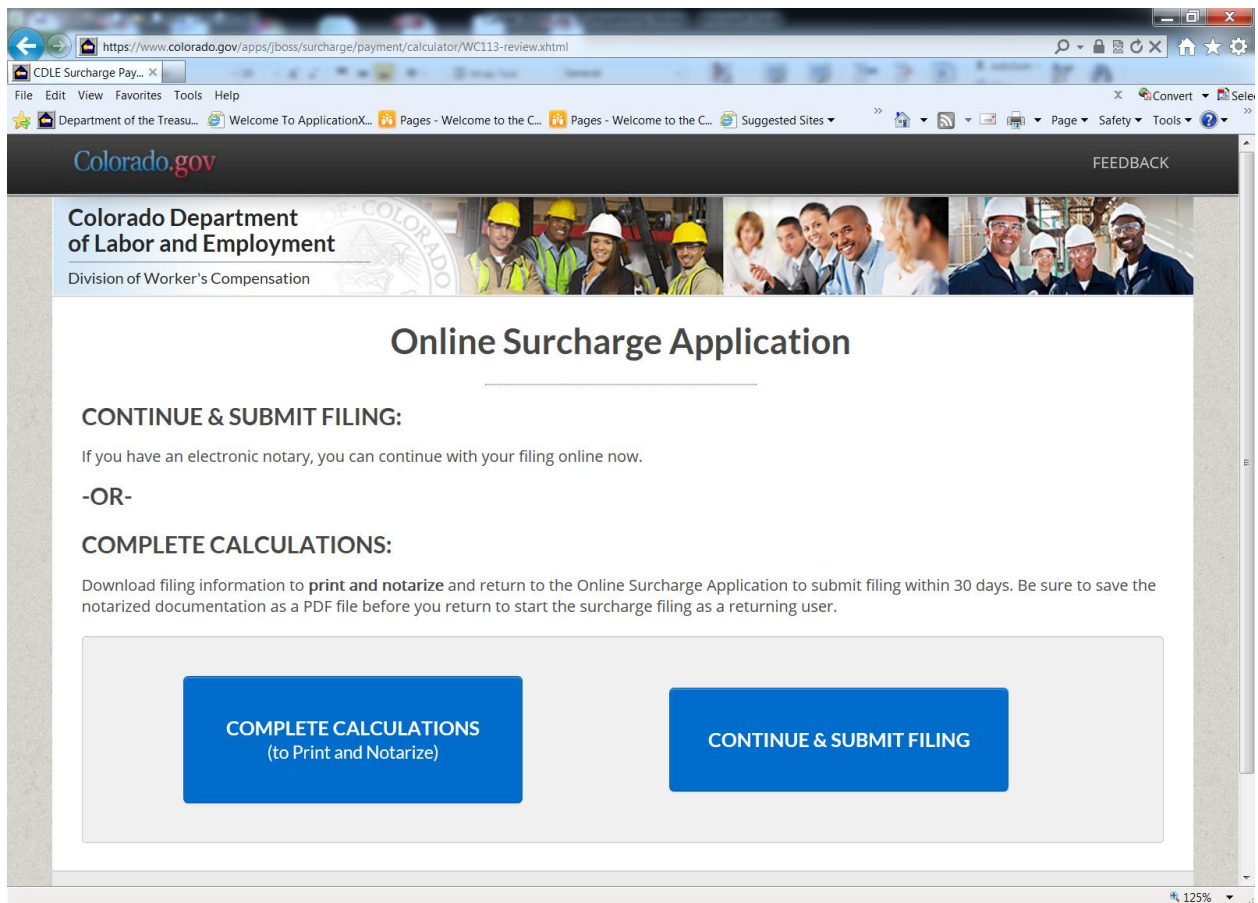 https://www.colorado.gov/apps/jboss/surcharge/payment/calculator/WC113-review.xhtml
CDLE Surcharge Pay...
File Edit View Favorites Tools Help
X Convert Sele
Department of the Treasu... Welcome To ApplicationX... Pages - Welcome to the C... Pages - Welcome to the C... Suggested Sites Page Safety Tools
Colorado.gov FEEDBACK
Colorado Department
of Labor and Employment
Division of Worker's Compensation
Online Surcharge Application
CONTINUE & SUBMIT FILING:
If you have an electronic notary, you can continue with your filing online now.
-OR-
COMPLETE CALCULATIONS:
Download filing information to print and notarize and return to the Online Surcharge Application to submit filing within 30 days. Be sure to save the
notarized documentation as a PDF file before you return to start the surcharge filing as a returning user.
COMPLETE CALCULATIONS
(to Print and Notarize)
CONTINUE & SUBMIT FILING
125%